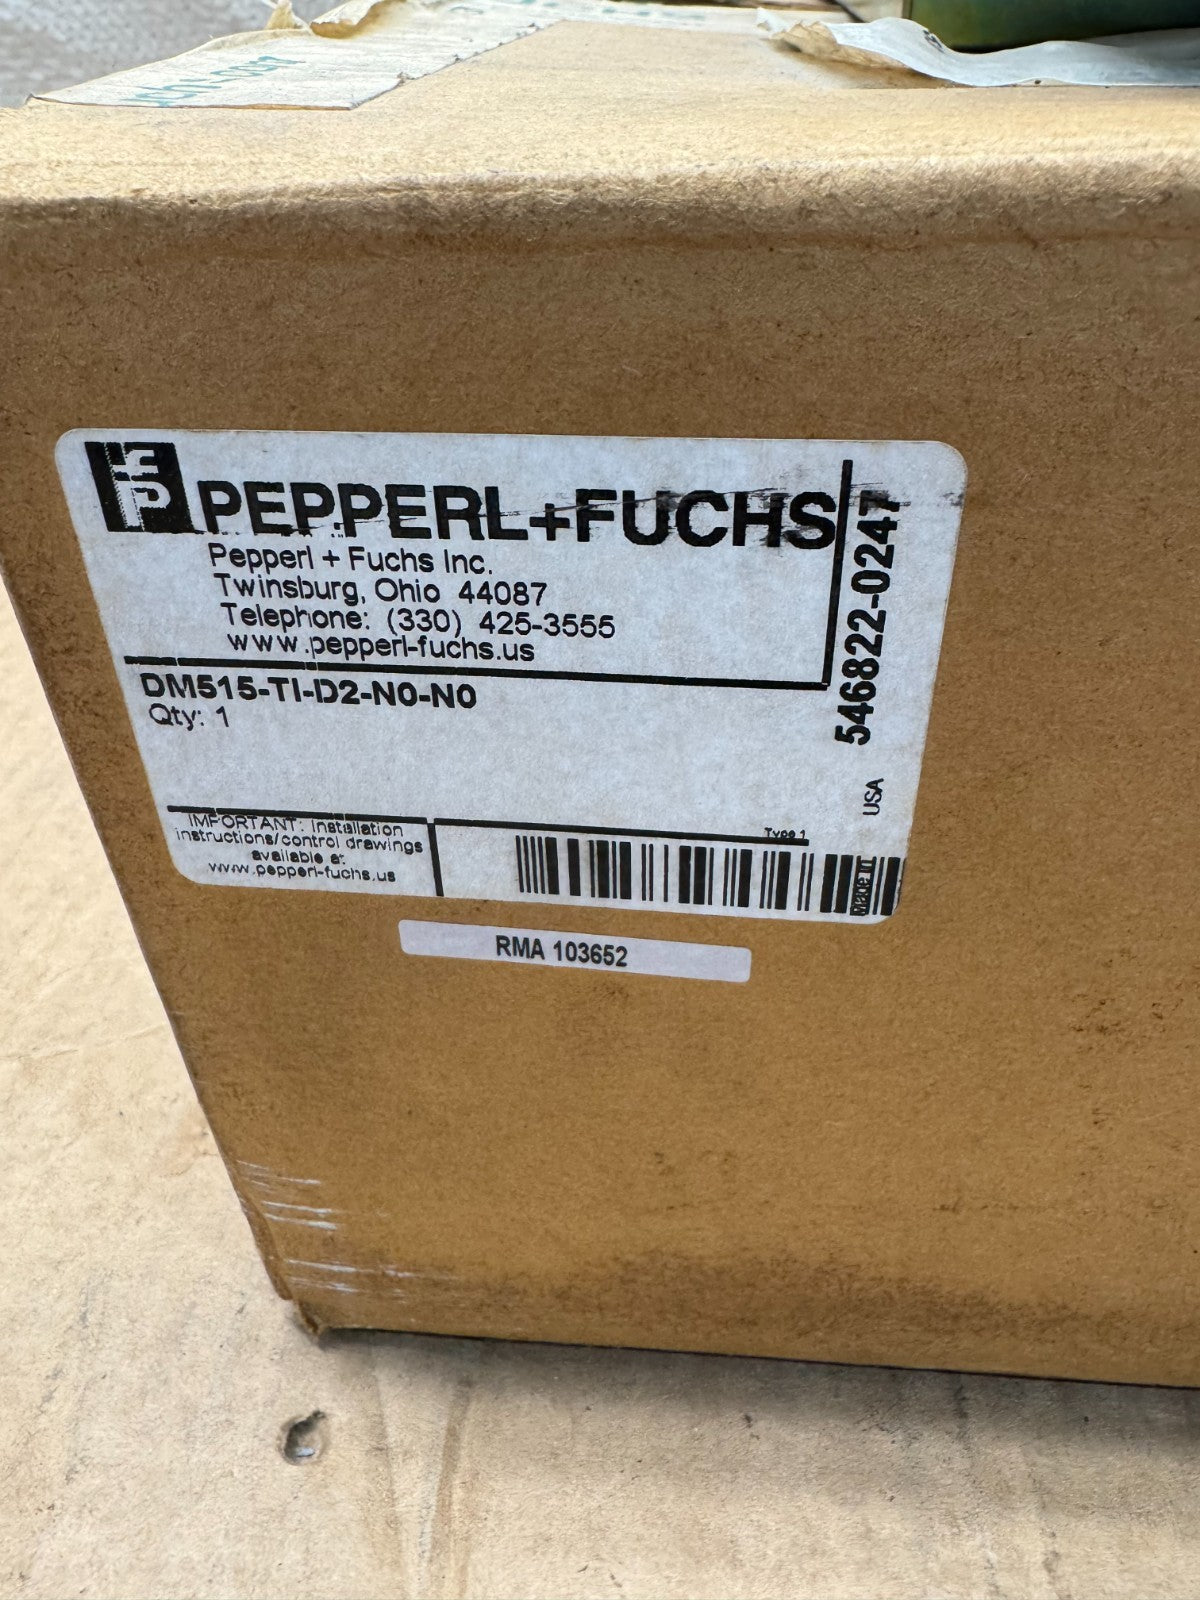 PEPPERL+FUCHS
Pepperl + Fuchs Inc.
Twinsburg, Ohio 44087
Telephone: (330) 425-3555
www.pepperl-fuchs.us
DM515-TI-D2-N0-N0
Qty: 1
546822-0247
Made in USA
IMPORTANT: Installation
instructions/control drawings
available at
www.pepperl-fuchs.us
Type 1
RMA 103652